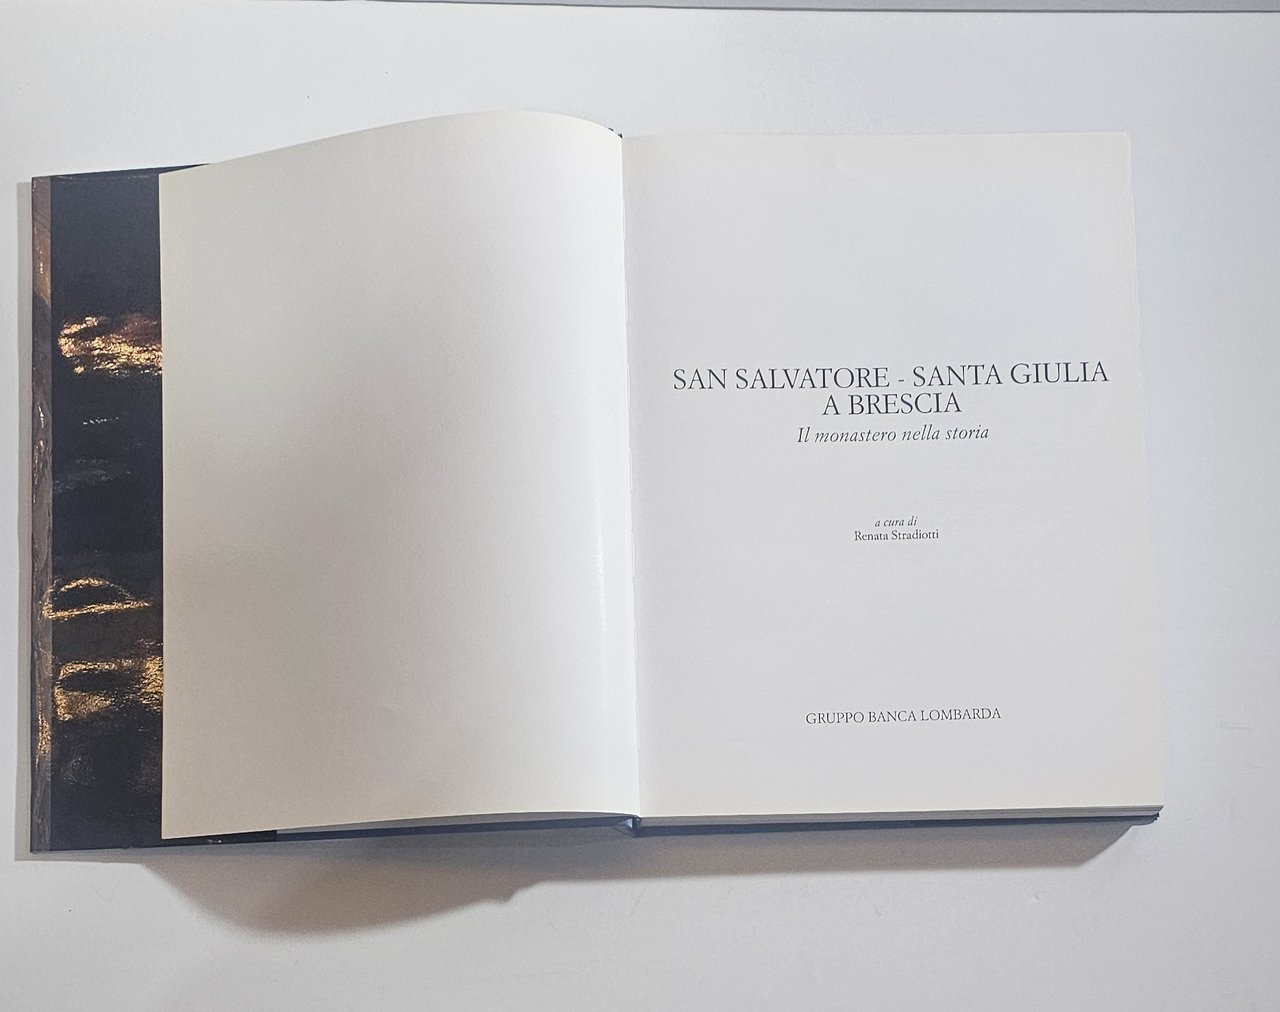 SAN SALVATORE - SANTA GIULIA
A BRESCIA
Il monastero nella storia
a cura di
Renata Stradiotti
GRUPPO BANCA LOMBARDA